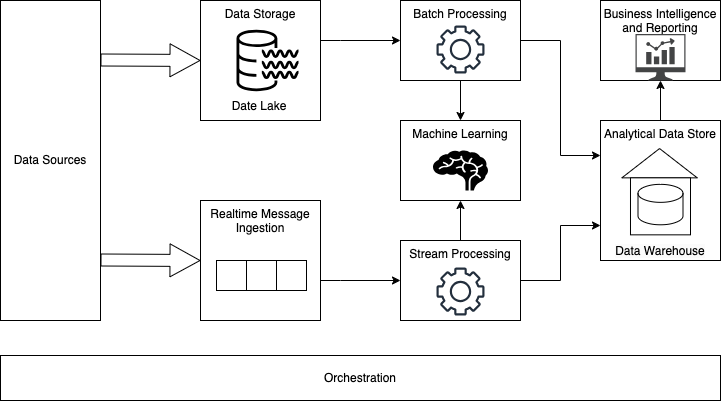 Data Sources
Data Storage
Date Lake
Realtime Message
Ingestion
Batch Processing
Machine Learning
Stream Processing
Business Intelligence
and Reporting
Analytical Data Store
Data Warehouse
Orchestration